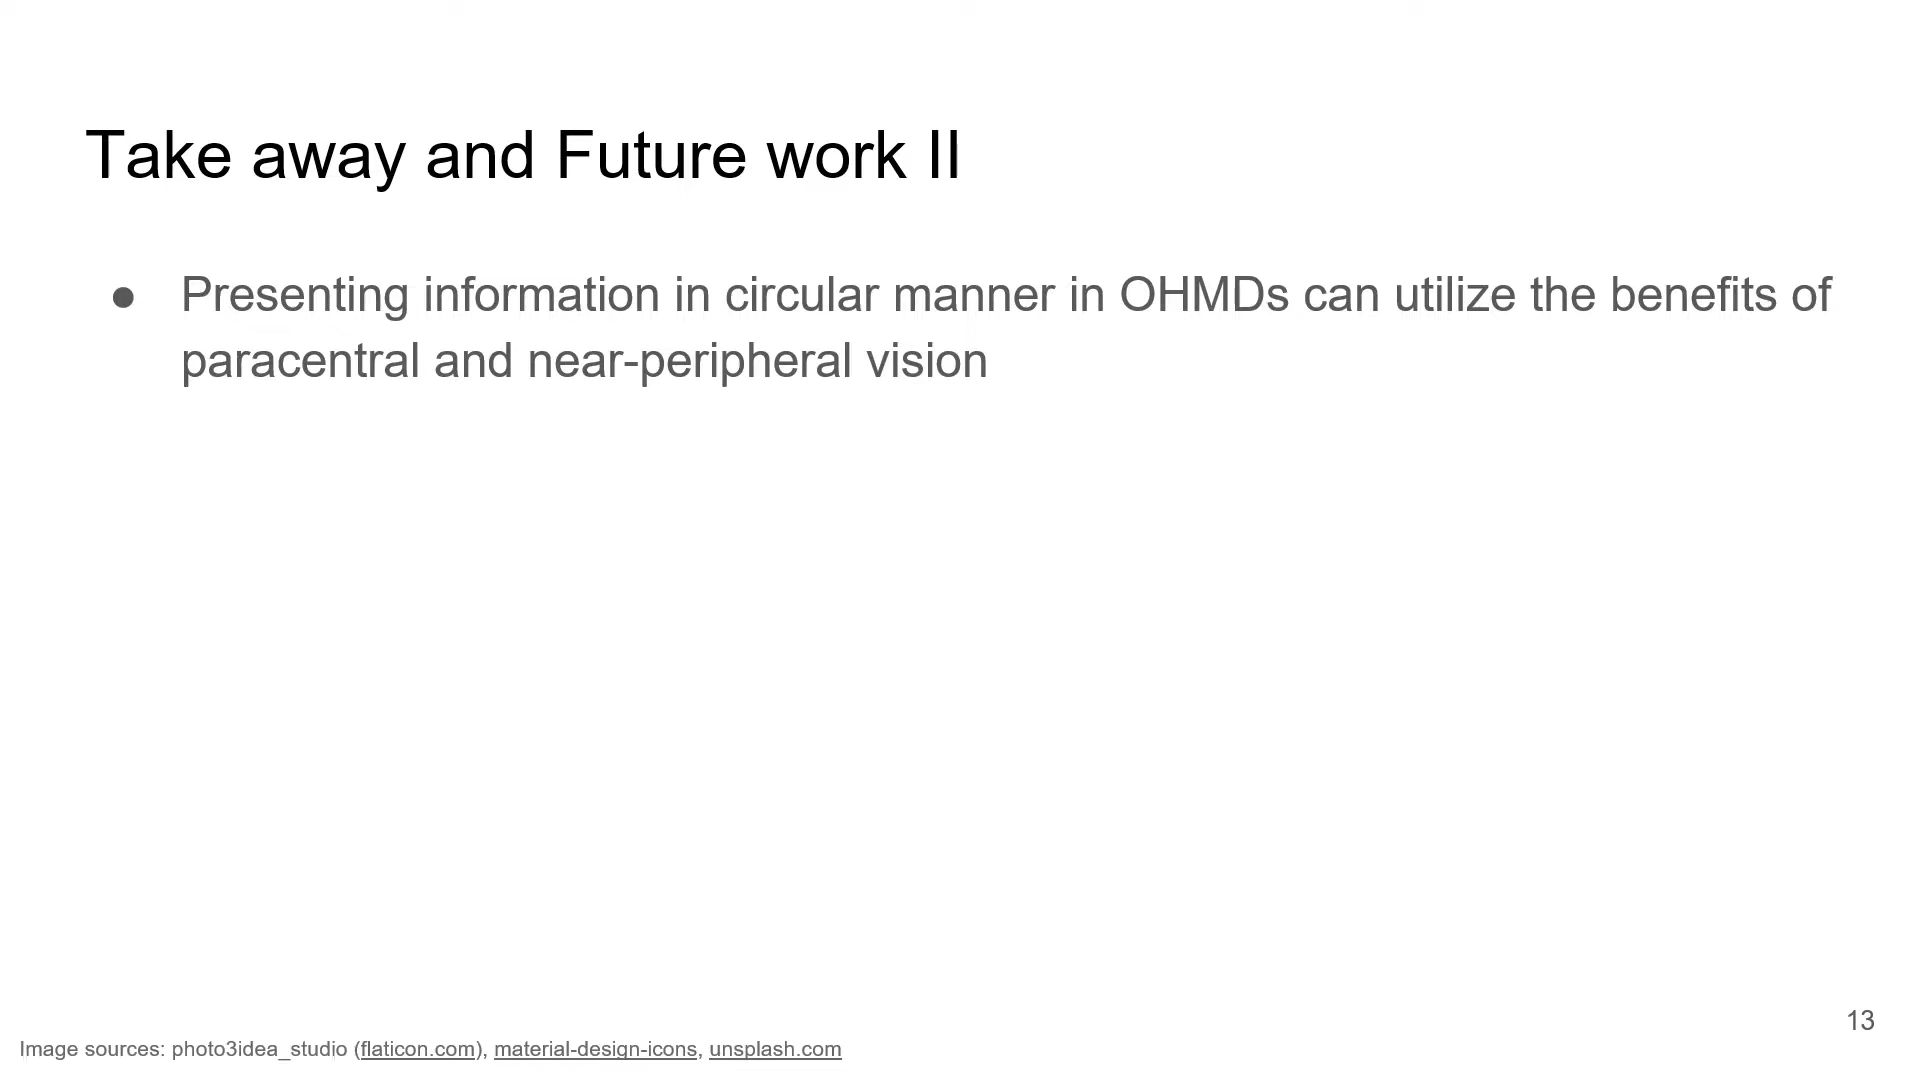 Take away and Future work II
● Presenting information in circular manner in OHMDs can utilize the benefits of
paracentral and near-peripheral vision
13
Image sources: photo3idea_studio (flaticon.com), material-design-icons, unsplash.com